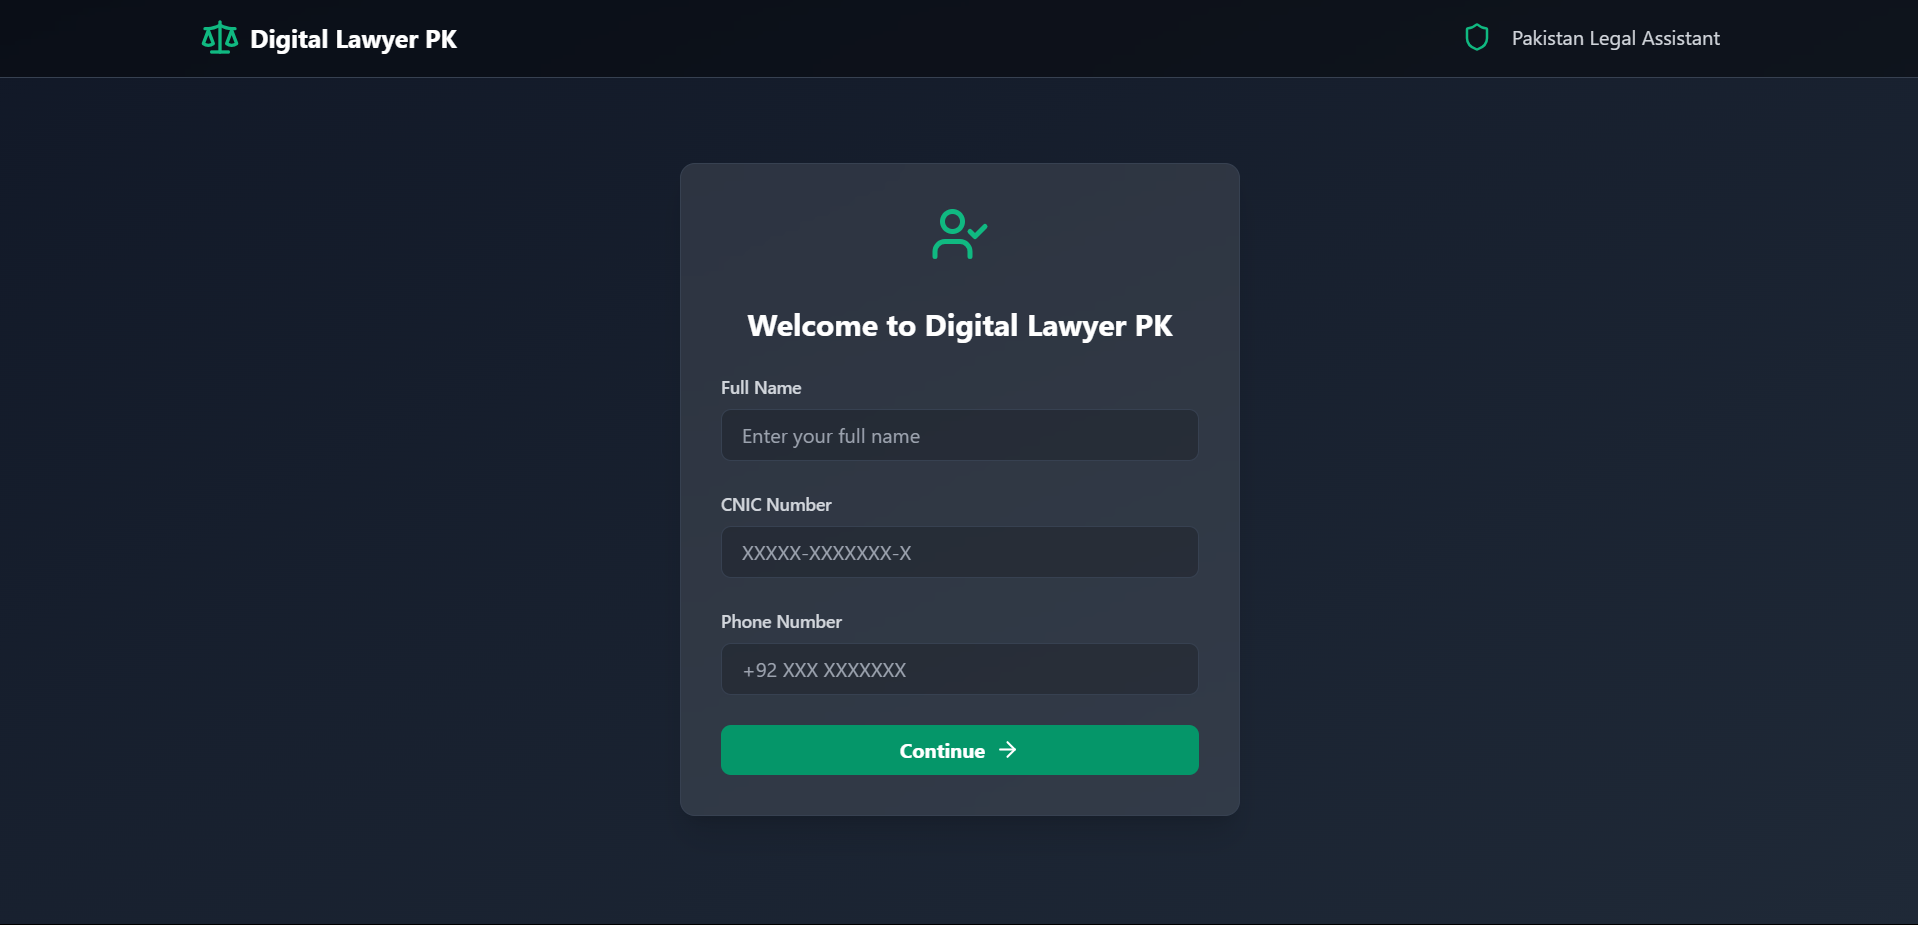 Digital Lawyer PK
Pakistan Legal Assistant
Welcome to Digital Lawyer PK
Full Name
Enter your full name
CNIC Number
XXXXX-XXXXXXX-X
Phone Number
+92 XXX XXXXXXX
Continue →